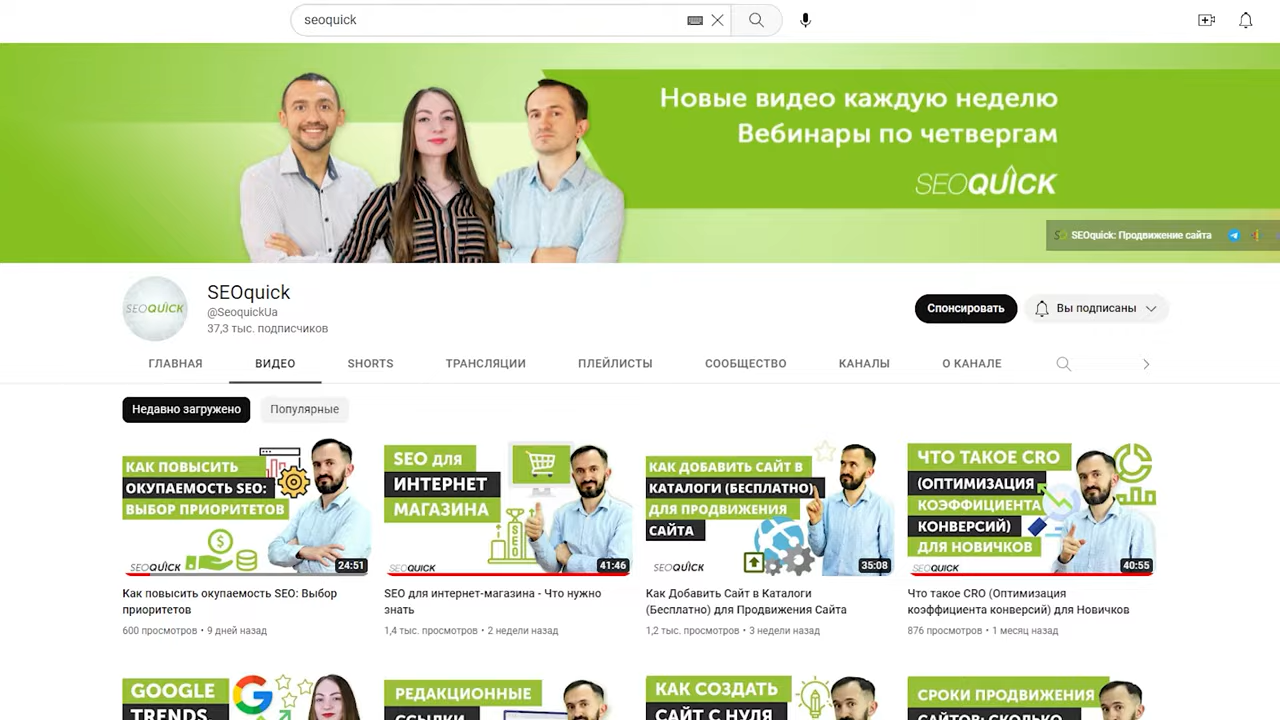 seoquick
Новые видео каждую неделю
Вебинары по четвергам
SEOQUICK
SEOquick: Продвижение сайта
SEOQUICK
SEOquick
@SeoquickUa
37,3 тыс. подписчиков
Спонсировать
Вы подписаны
ГЛАВНАЯ
ВИДЕО
SHORTS
ТРАНСЛЯЦИИ
ПЛЕЙЛИСТЫ
СООБЩЕСТВО
КАНАЛЫ
О КАНАЛЕ
Недавно загружено
Популярные
КАК ПОВЫСИТЬ
ОКУПАЕМОСТЬ SEO:
ВЫБОР ПРИОРИТЕТОВ
SEOQUICK
24:51
Как повысить окупаемость SEO: Выбор
приоритетов
600 просмотров • 9 дней назад
SEO ДЛЯ
ИНТЕРНЕТ
МАГАЗИНА
SEO
SEOQUICK
41:46
SEO для интернет-магазина - Что нужно
знать
1,4 тыс. просмотров • 2 недели назад
КАК ДОБАВИТЬ САЙТ В
КАТАЛОГИ (БЕСПЛАТНО)
ДЛЯ ПРОДВИЖЕНИЯ
САЙТА
SEOQUICK
35:08
Как Добавить Сайт в Каталоги
(Бесплатно) для Продвижения Сайта
1,2 тыс. просмотров • 3 недели назад
ЧТО ТАКОЕ CRO
(ОПТИМИЗАЦИЯ
КОЭФФИЦИЕНТА
КОНВЕРСИЙ)
ДЛЯ НОВИЧКОВ
SEOQUICK
40:55
Что такое CRO (Оптимизация
коэффициента конверсий) для Новичков
876 просмотров • 1 месяц назад
GOOGLE
TRENDS
РЕДАКЦИОННЫЕ
ССЫЛКИ
КАК СОЗДАТЬ
САЙТ С НУЛЯ
СРОКИ ПРОДВИЖЕНИЯ
САЙТОВ: СКОЛЬКО